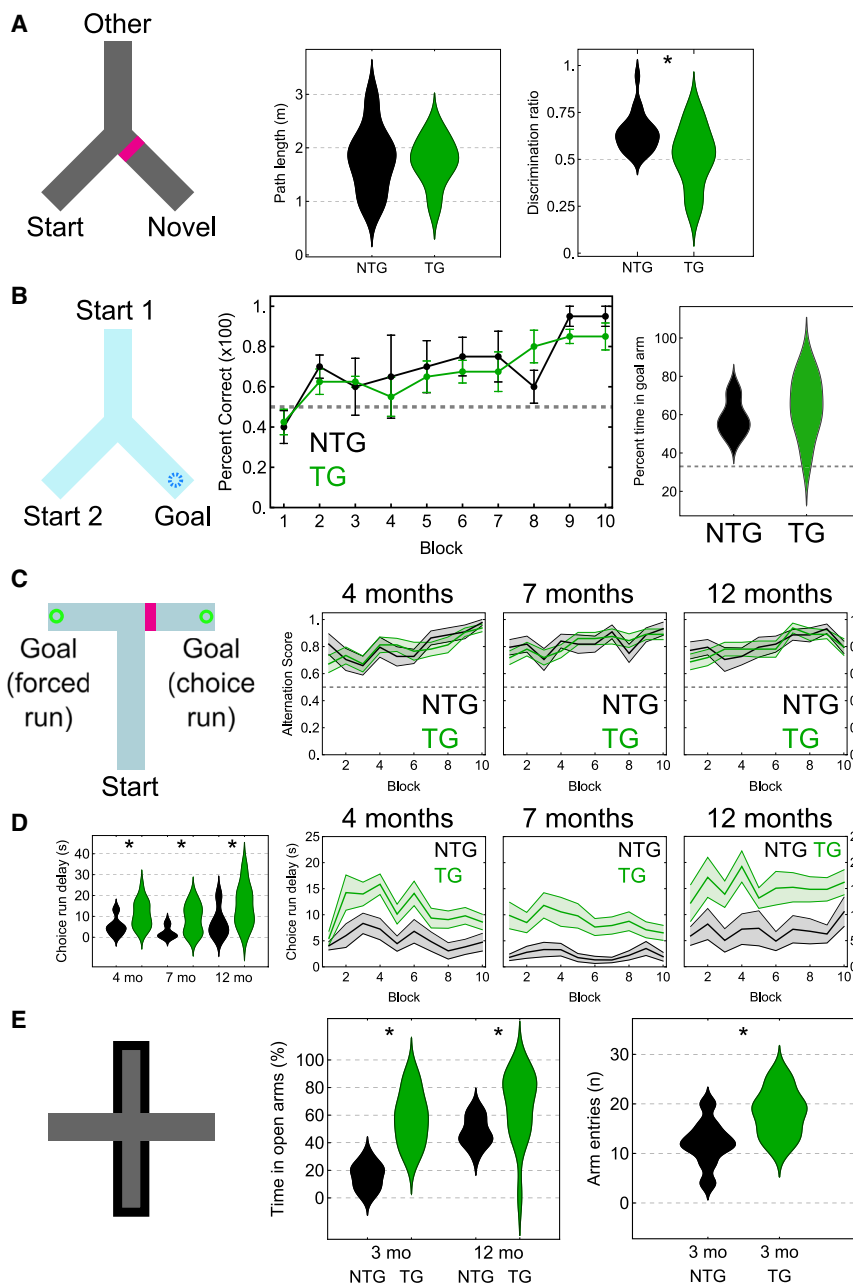 A
Other
Start
Novel
Path length (m)
3
2
1
0
NTG
TG
Discrimination ratio
*
1.
0.75
0.5
0.25
0.
NTG
TG
B
Start 1
Start 2
Goal
Percent Correct (x100)
1.
0.8
0.6
0.4
0.2
0.
NTG
TG
1 2 3 4 5 6 7 8 9 10
Block
Percent time in goal arm
100
80
60
40
20
NTG
TG
C
Goal
(forced
run)
Goal
(choice
run)
Start
4 months
7 months
12 months
Alternation Score
1.
0.8
0.6
0.4
0.2
0.
NTG
TG
NTG
TG
NTG
TG
2 4 6 8 10
2 4 6 8 10
2 4 6 8 10
Block
Block
Block
D
Choice run delay (s)
* * *
40
30
20
10
0
4 mo
7 mo
12 mo
4 months
7 months
12 months
Choice run delay (s)
25
20
15
10
5
0
NTG
TG
NTG
TG
NTG TG
2 4 6 8 10
2 4 6 8 10
2 4 6 8 10
Block
Block
Block
E
Time in open arms (%)
* *
100
80
60
40
20
0
3 mo
12 mo
NTG TG
NTG TG
Arm entries (n)
*
30
20
10
0
3 mo
NTG
3 mo
TG